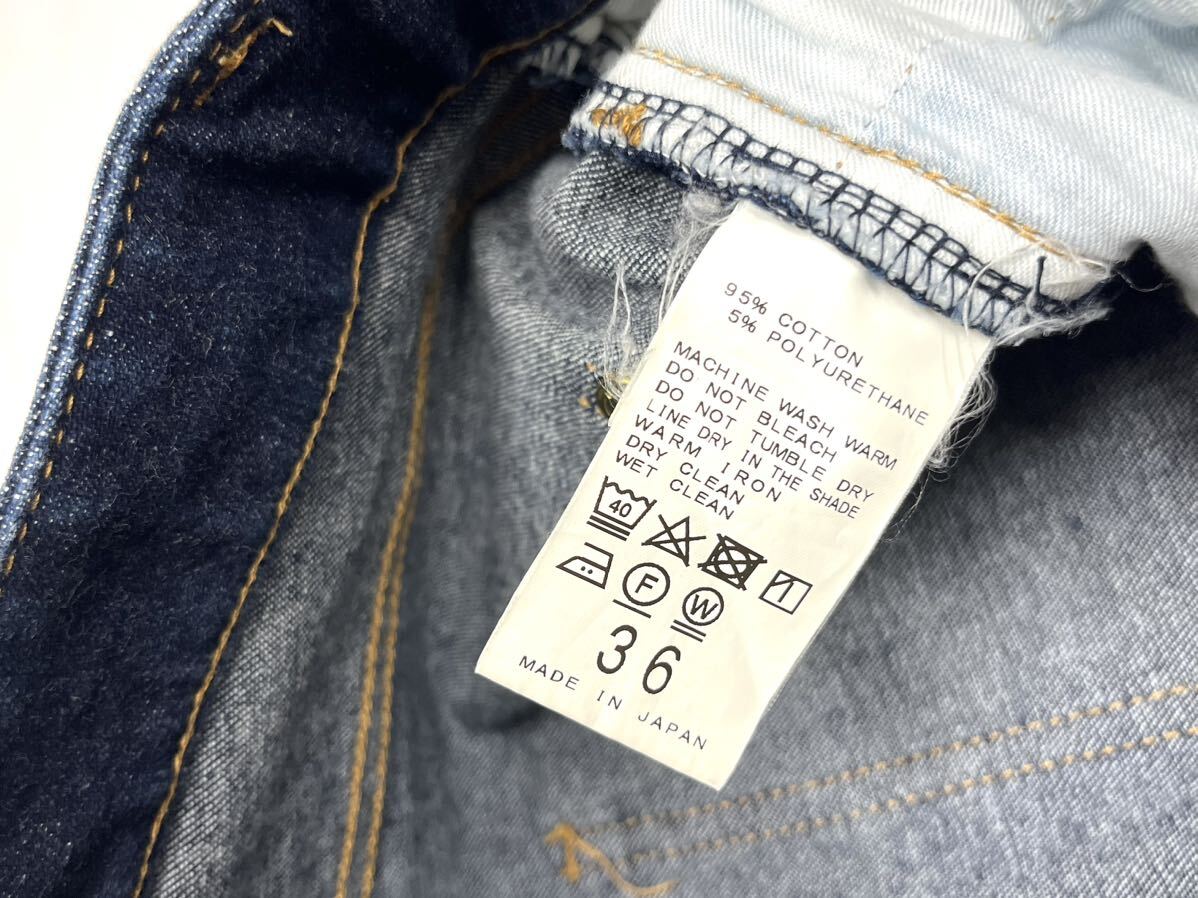 95% COTTON
5% POLYURETHANE
MACHINE WASH WARM
DO NOT BLEACH
DO NOT TUMBLE DRY
LINE DRY IN THE SHADE
WARM IRON
DRY CLEAN
WET CLEAN
40
F W
36
MADE IN JAPAN